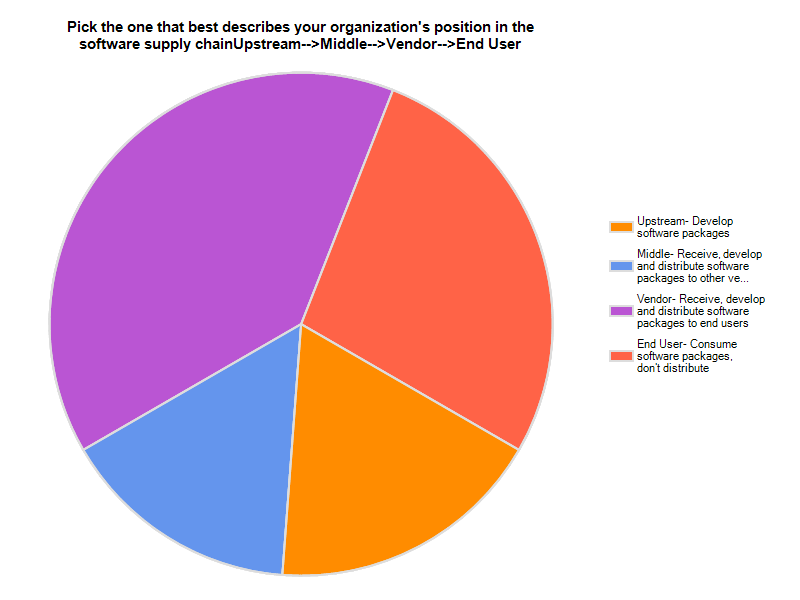 Pick the one that best describes your organization's position in the
software supply chainUpstream-->Middle-->Vendor-->End User
Upstream- Develop
software packages
Middle- Receive, develop
and distribute software
packages to other ve...
Vendor- Receive, develop
and distribute software
packages to end users
End User- Consume
software packages,
don't distribute